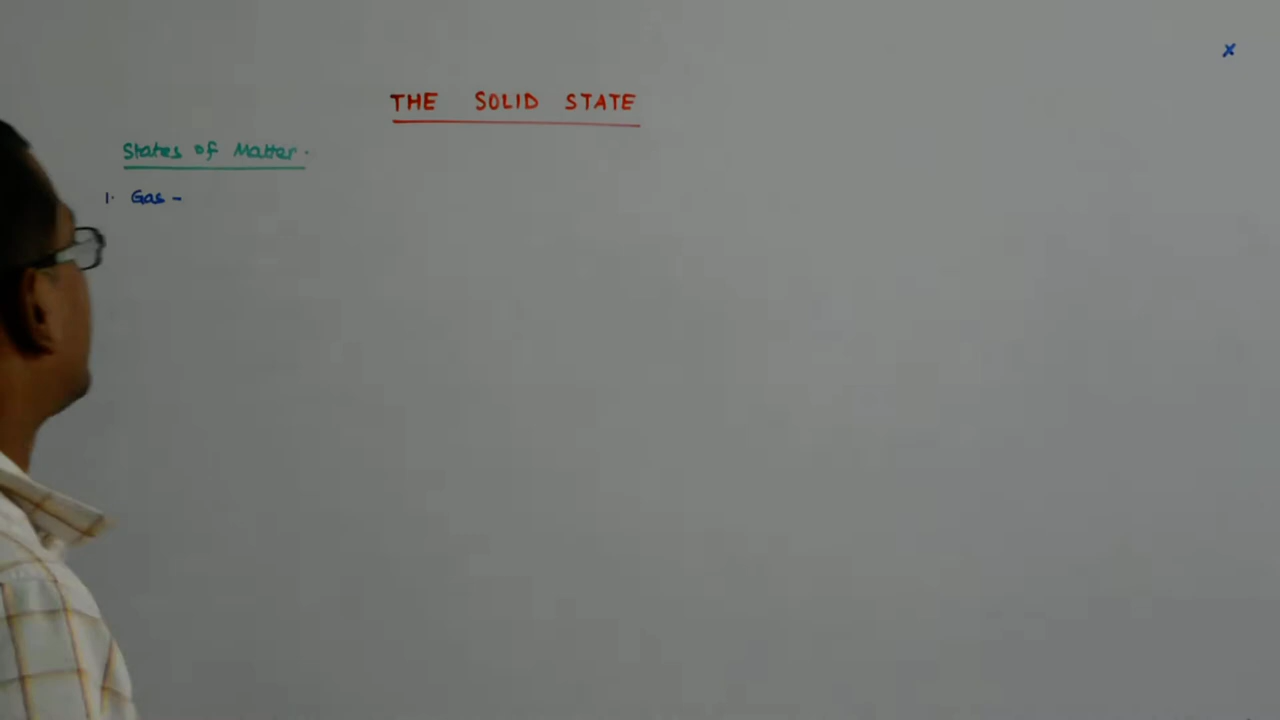 x
THE SOLID STATE
States of Matter.
1. Gas -